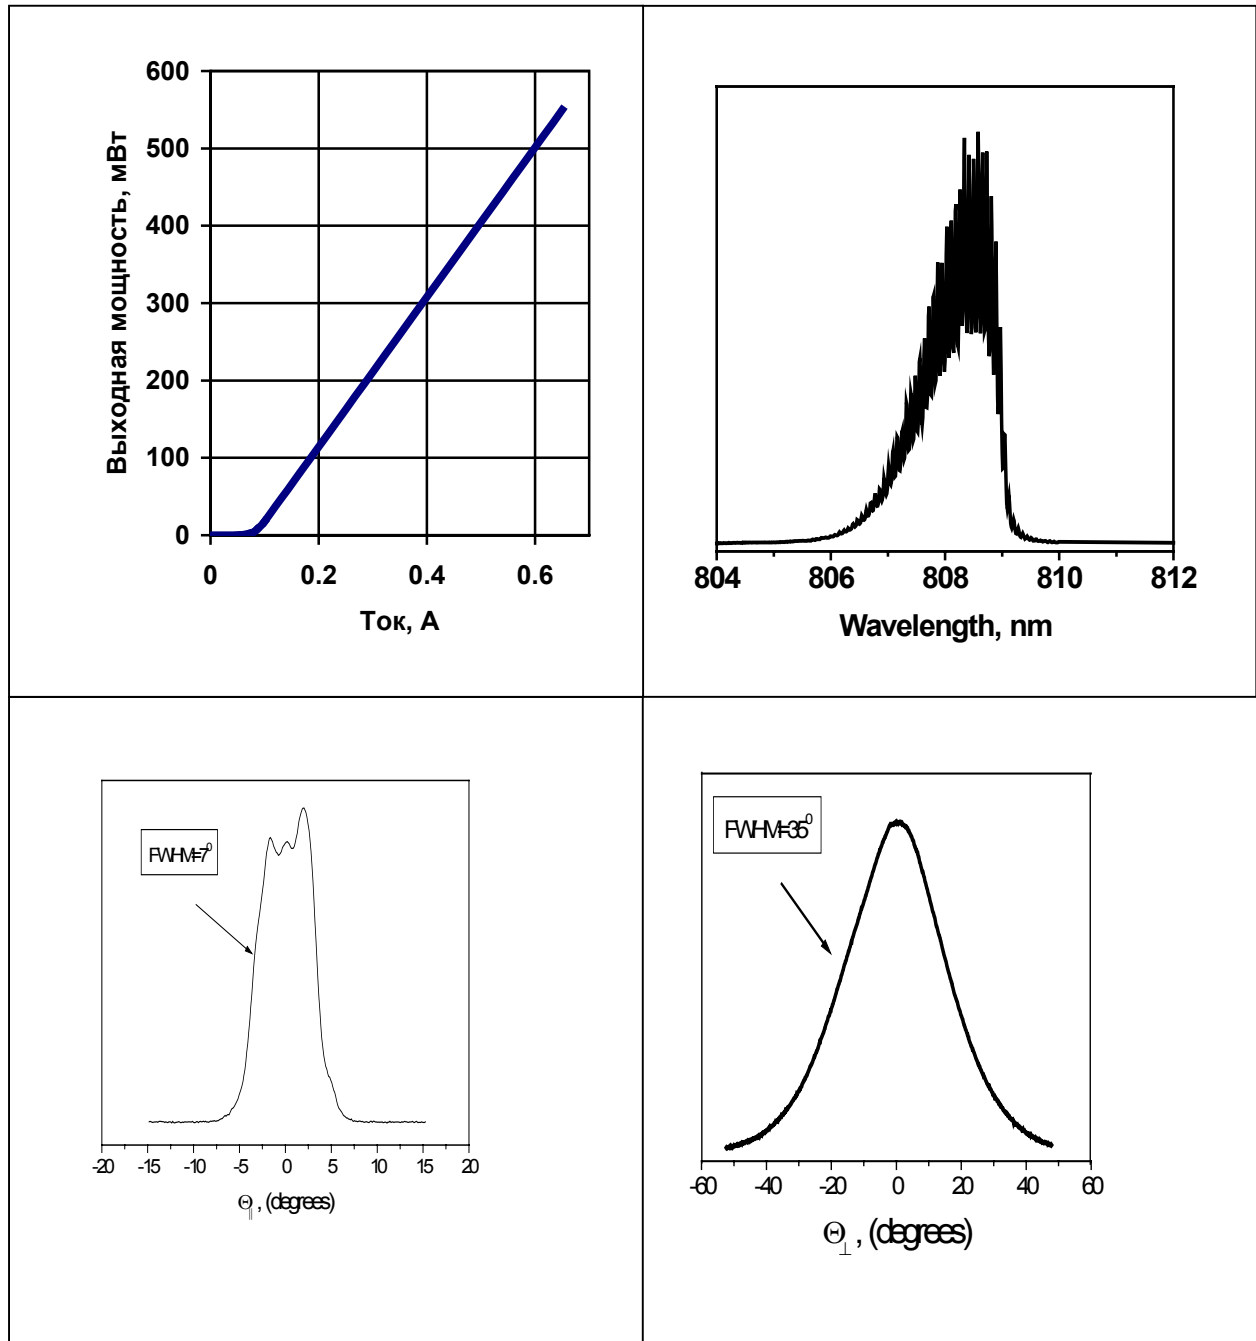 600
500
400
300
200
100
0
Выходная мощность, мВт
0 0.2 0.4 0.6
Ток, А
804 806 808 810 812
Wavelength, nm
FWHM=7⁰
-20 -15 -10 -5 0 5 10 15 20
Θ∥ , (degrees)
FWHM=35⁰
-60 -40 -20 0 20 40 60
Θ⊥ , (degrees)